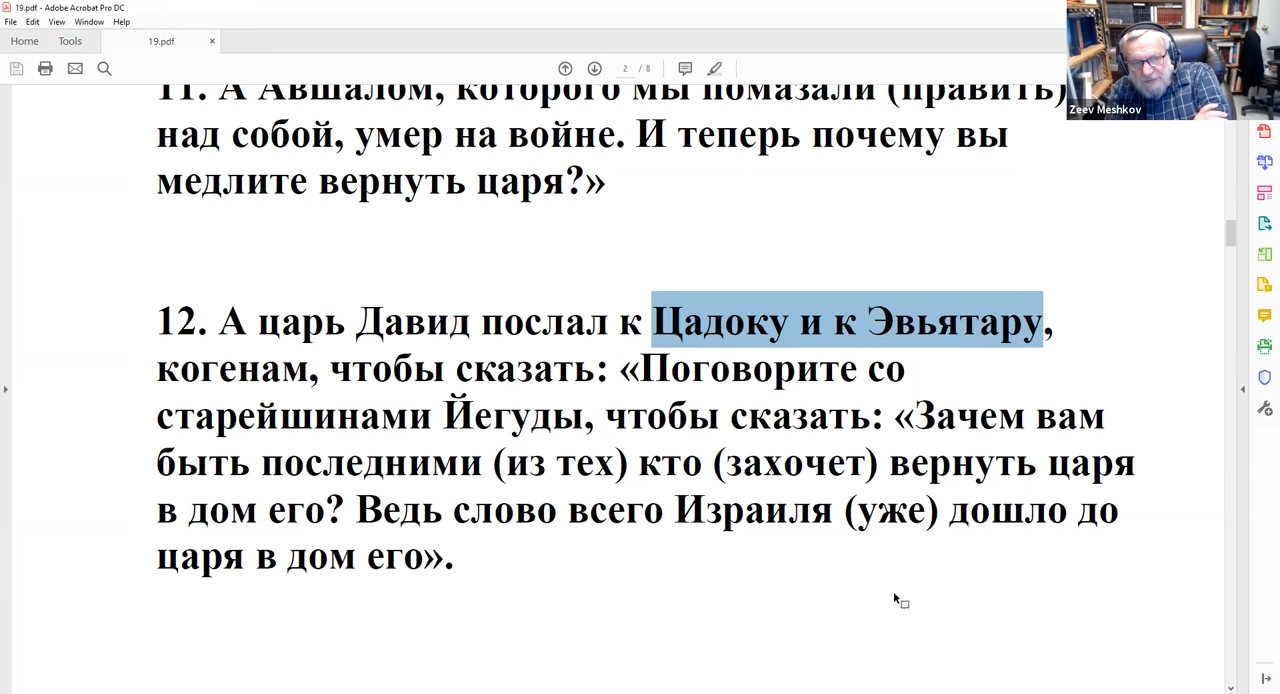 19.pdf - Adobe Acrobat Pro DC
File Edit View Window Help
Home Tools 19.pdf ×
2 / 8
Zeev Meshkov
11. А Авшалом, которого мы помазали (править)
над собой, умер на войне. И теперь почему вы
медлите вернуть царя?»
12. А царь Давид послал к Цадоку и к Эвьятару,
когенам, чтобы сказать: «Поговорите со
старейшинами Йегуды, чтобы сказать: «Зачем вам
быть последними (из тех) кто (захочет) вернуть царя
в дом его? Ведь слово всего Израиля (уже) дошло до
царя в дом его».